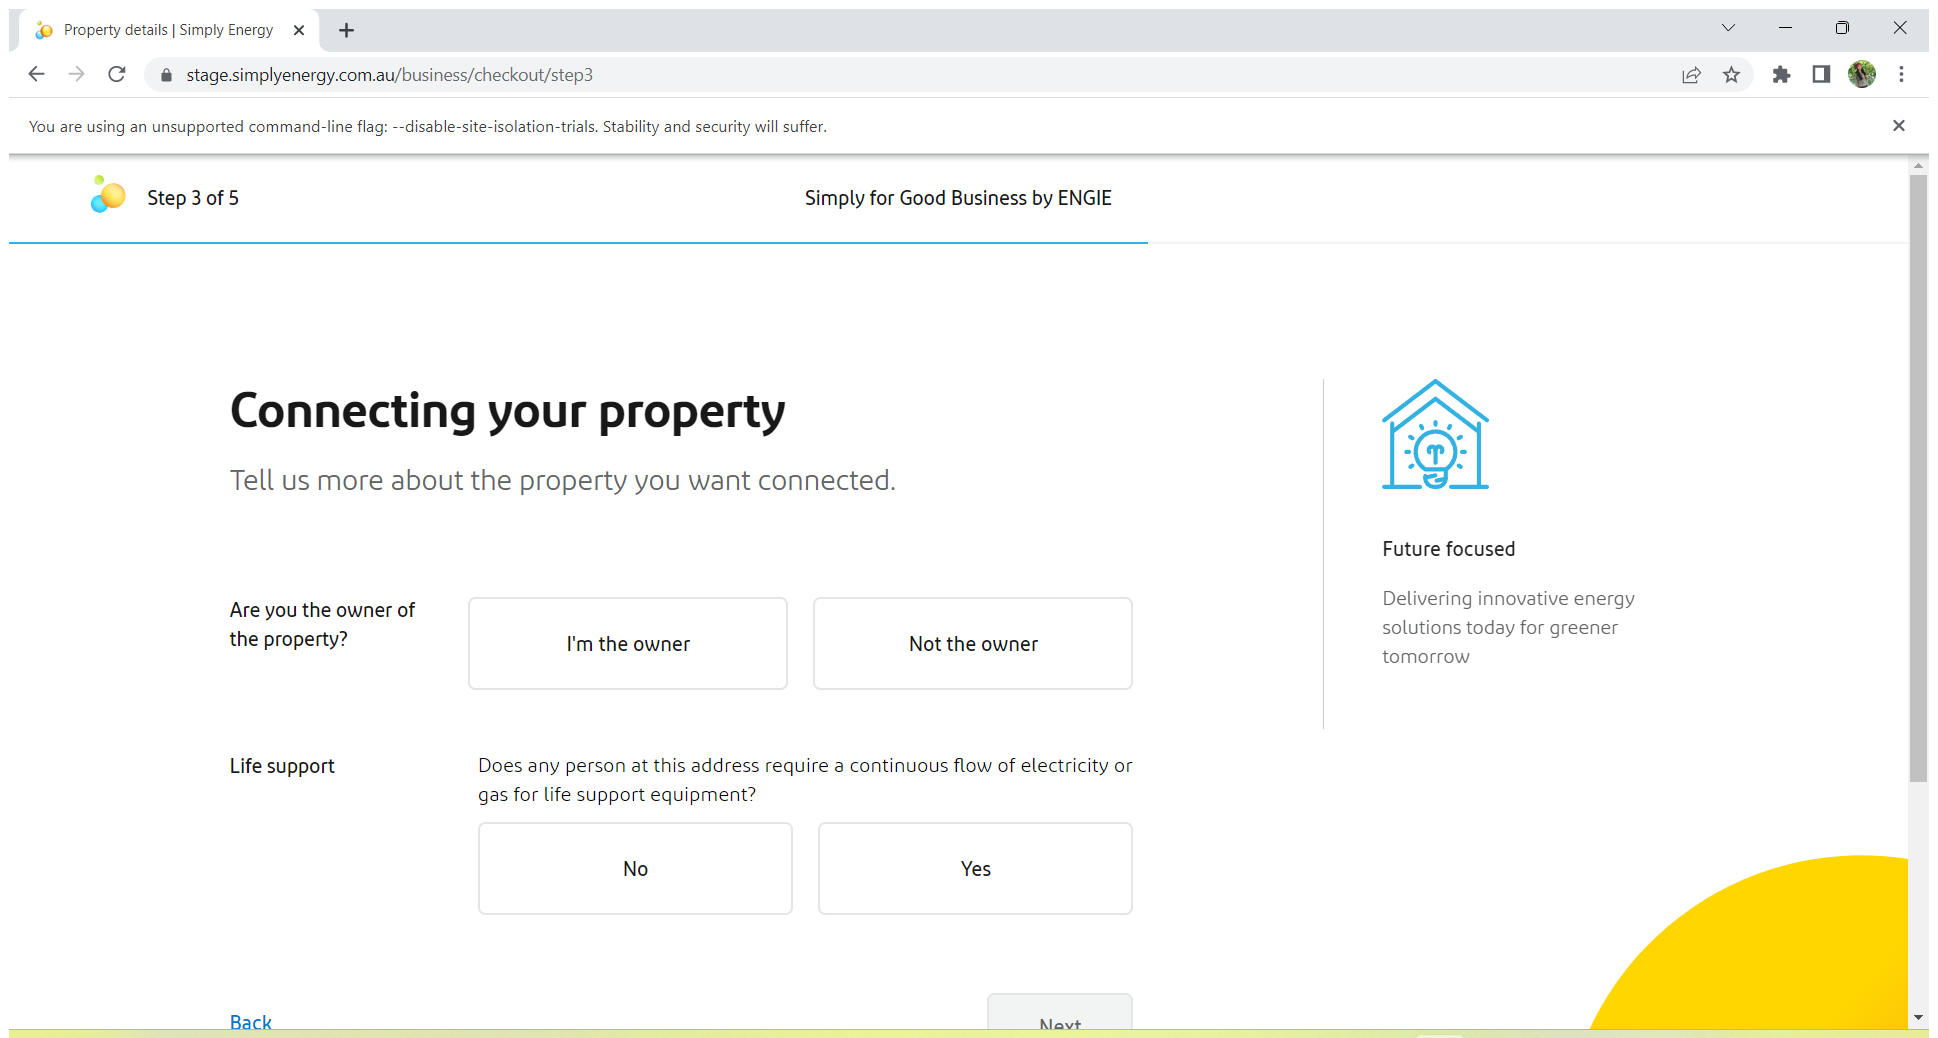 Property details | Simply Energy
stage.simplyenergy.com.au/business/checkout/step3
You are using an unsupported command-line flag: --disable-site-isolation-trials. Stability and security will suffer.
Step 3 of 5
Simply for Good Business by ENGIE
Connecting your property
Tell us more about the property you want connected.
Are you the owner of
the property?
I'm the owner
Not the owner
Life support
Does any person at this address require a continuous flow of electricity or
gas for life support equipment?
No
Yes
Back
Next
Future focused
Delivering innovative energy
solutions today for greener
tomorrow